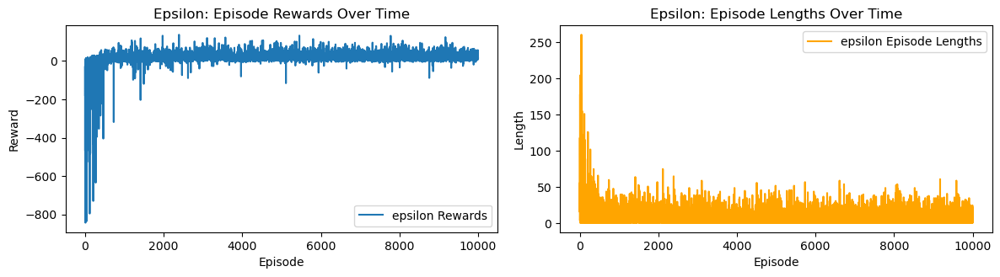 Epsilon: Episode Rewards Over Time
0
−200
−400
−600
−800
Reward
epsilon Rewards
0
2000
4000
6000
8000
10000
Episode
Epsilon: Episode Lengths Over Time
250
200
150
100
50
0
Length
epsilon Episode Lengths
0
2000
4000
6000
8000
10000
Episode